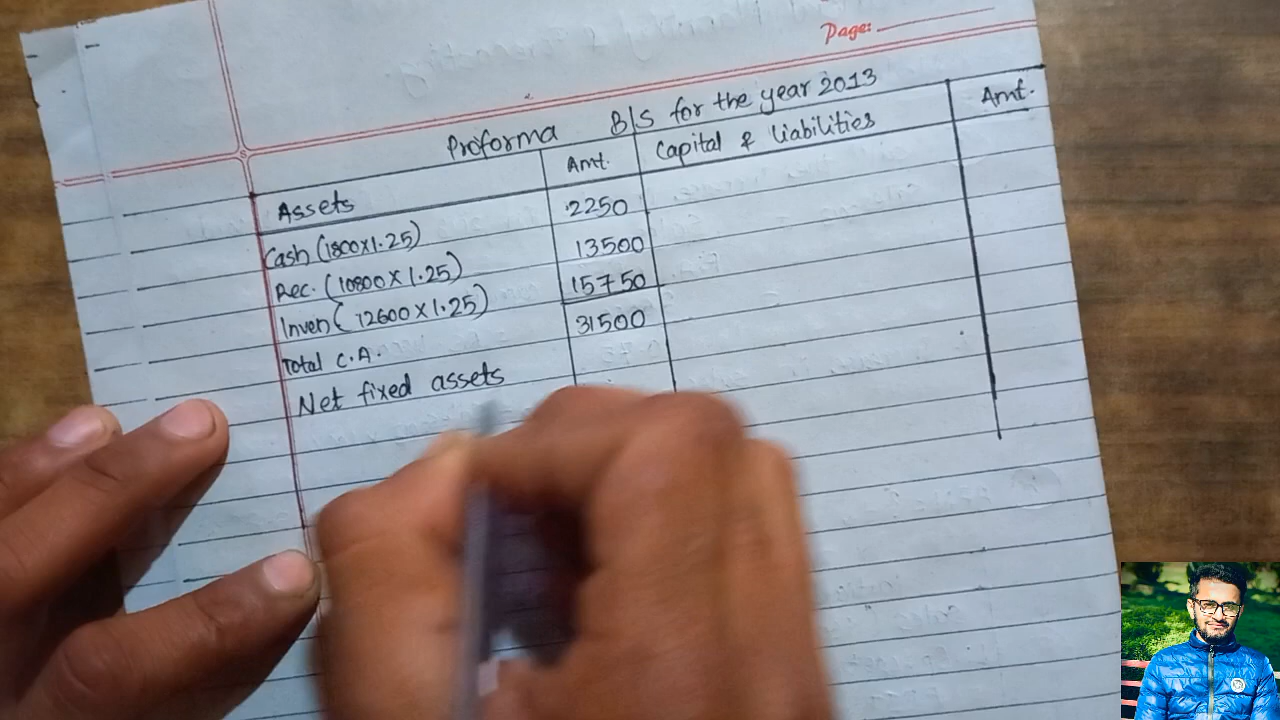 Page:
Proforma B/S for the year 2013
Assets Amt. Capital & liabilities Amt.
Cash (1800x1.25) 2250
Rec. (10800 x 1.25) 13500
Inven (12600 x 1.25) 15750
Total C.A. 31500
Net fixed assets